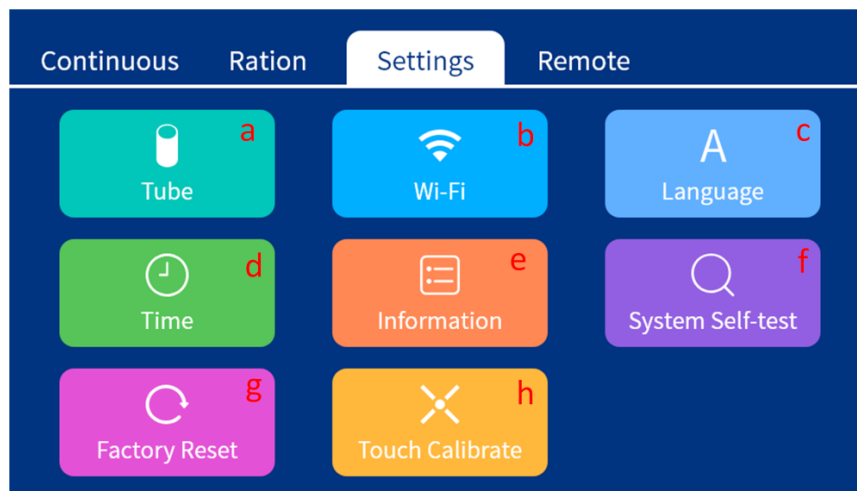 Continuous Ration Settings Remote
a b A c
Tube Wi-Fi Language
d e f
Time Information System Self-test
g h
Factory Reset Touch Calibrate